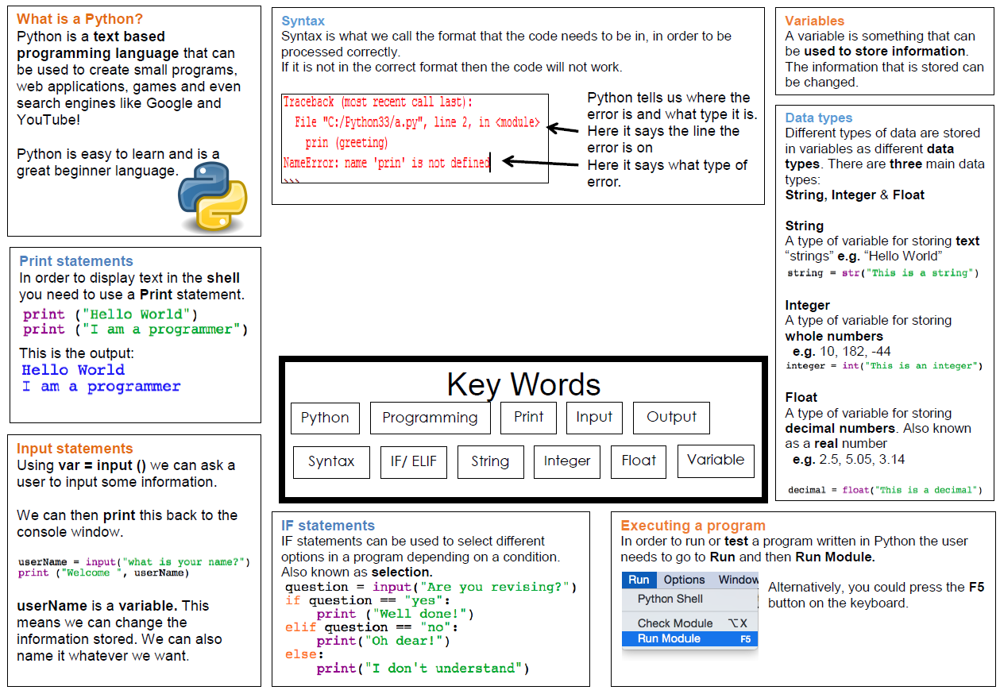 What is a Python?
Python is a text based
programming language that can
be used to create small programs,
web applications, games and even
search engines like Google and
YouTube!
Python is easy to learn and is a
great beginner language.
Print statements
In order to display text in the shell
you need to use a Print statement.
print ("Hello World")
print ("I am a programmer")
This is the output:
Hello World
I am a programmer
Input statements
Using var = input () we can ask a
user to input some information.
We can then print this back to the
console window.
userName = input("what is your name?")
print ("Welcome ", userName)
userName is a variable. This
means we can change the
information stored. We can also
name it whatever we want.
Syntax
Syntax is what we call the format that the code needs to be in, in order to be
processed correctly.
If it is not in the correct format then the code will not work.
Traceback (most recent call last):
File "C:/Python33/a.py", line 2, in <module>
prin (greeting)
NameError: name 'prin' is not defined
>>>
Python tells us where the
error is and what type it is.
Here it says the line the
error is on
Here it says what type of
error.
Key Words
Python Programming Print Input Output
Syntax IF/ ELIF String Integer Float Variable
IF statements
IF statements can be used to select different
options in a program depending on a condition.
Also known as selection.
question = input("Are you revising?")
if question == "yes":
print ("Well done!")
elif question == "no":
print("Oh dear!")
else:
print("I don't understand")
Variables
A variable is something that can
be used to store information.
The information that is stored can
be changed.
Data types
Different types of data are stored
in variables as different data
types. There are three main data
types:
String, Integer & Float
String
A type of variable for storing text
“strings” e.g. “Hello World”
string = str("This is a string")
Integer
A type of variable for storing
whole numbers
e.g. 10, 182, -44
integer = int("This is an integer")
Float
A type of variable for storing
decimal numbers. Also known
as a real number
e.g. 2.5, 5.05, 3.14
decimal = float("This is a decimal")
Executing a program
In order to run or test a program written in Python the user
needs to go to Run and then Run Module.
Run Options Window
Python Shell
Check Module ⌥X
Run Module F5
Alternatively, you could press the F5
button on the keyboard.